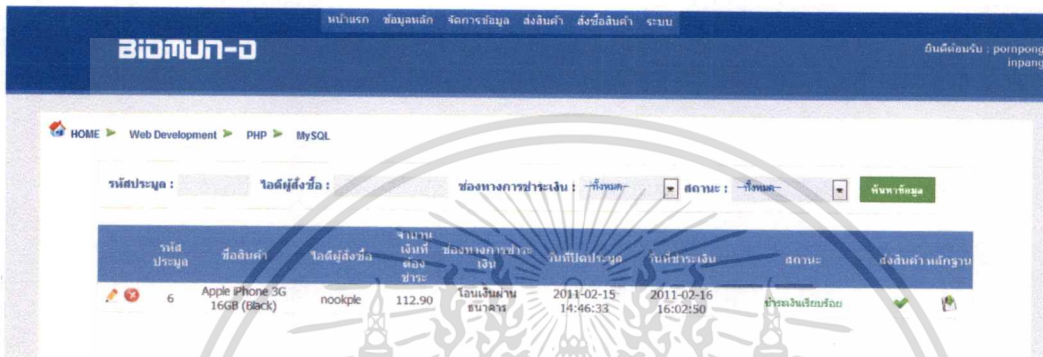 หน้าแรก ข้อมูลหลัก จัดการข้อมูล ส่งสินค้า สั่งซื้อสินค้า ระบบ
BiDMUN-D
ยินดีต้อนรับ : pornpong
inpang
HOME Web Development PHP MySQL
รหัสประมูล : ไอดีผู้สั่งซื้อ : ช่องทางการชำระเงิน : --ทั้งหมด-- สถานะ : --ทั้งหมด-- ค้นหาข้อมูล
รหัสประมูล ชื่อสินค้า ไอดีผู้สั่งซื้อ จำนวนเงินที่ต้องชำระ ช่องทางการชำระเงิน วันที่ปิดประมูล วันที่ชำระเงิน สถานะ ส่งสินค้า หลักฐาน
6 Apple iPhone 3G 16GB (Black) nookple 112.90 โอนเงินผ่านธนาคาร 2011-02-15 14:46:33 2011-02-16 16:02:50 ชำระเงินเรียบร้อย